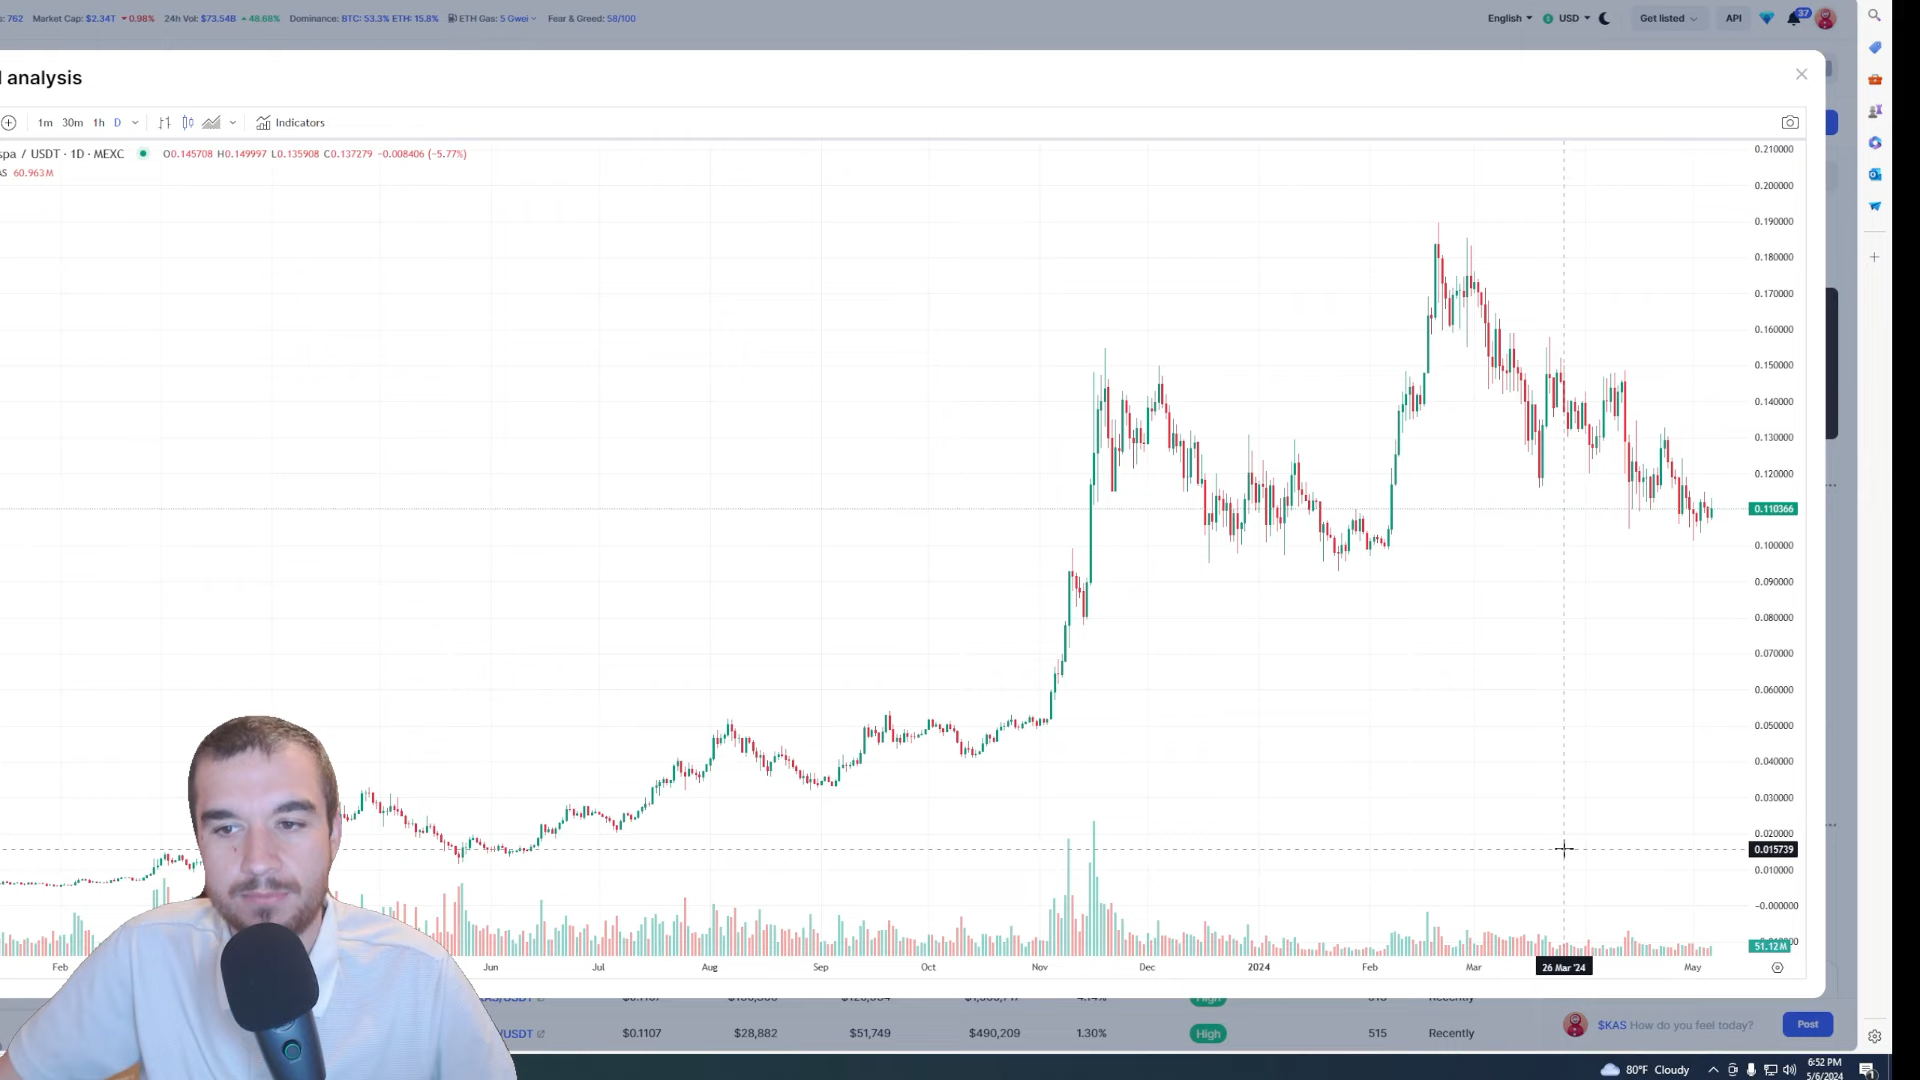 s: 762 Market Cap: $2.34T 0.98% 24h Vol: $73.54B 48.68% Dominance: BTC: 53.3% ETH: 15.8% ETH Gas: 5 Gwei Fear & Greed: 58/100 English USD Get listed API 37
analysis
1m 30m 1h D Indicators
spa / USDT · 1D · MEXC O0.145708 H0.149997 L0.135908 C0.137279 -0.008406 (-5.77%)
AS 60.963M
0.210000
0.200000
0.190000
0.180000
0.170000
0.160000
0.150000
0.140000
0.130000
0.120000
0.110366
0.100000
0.090000
0.080000
0.070000
0.060000
0.050000
0.040000
0.030000
0.020000
0.015739
0.010000
-0.000000
51.12M
Feb Jun Jul Aug Sep Oct Nov Dec 2024 Feb Mar 26 Mar '24 May
High Recently
/USDT $0.1107 $28,882 $51,749 $490,209 1.30% High 515 Recently
$KAS How do you feel today? Post
80°F Cloudy 6:52 PM
5/6/2024